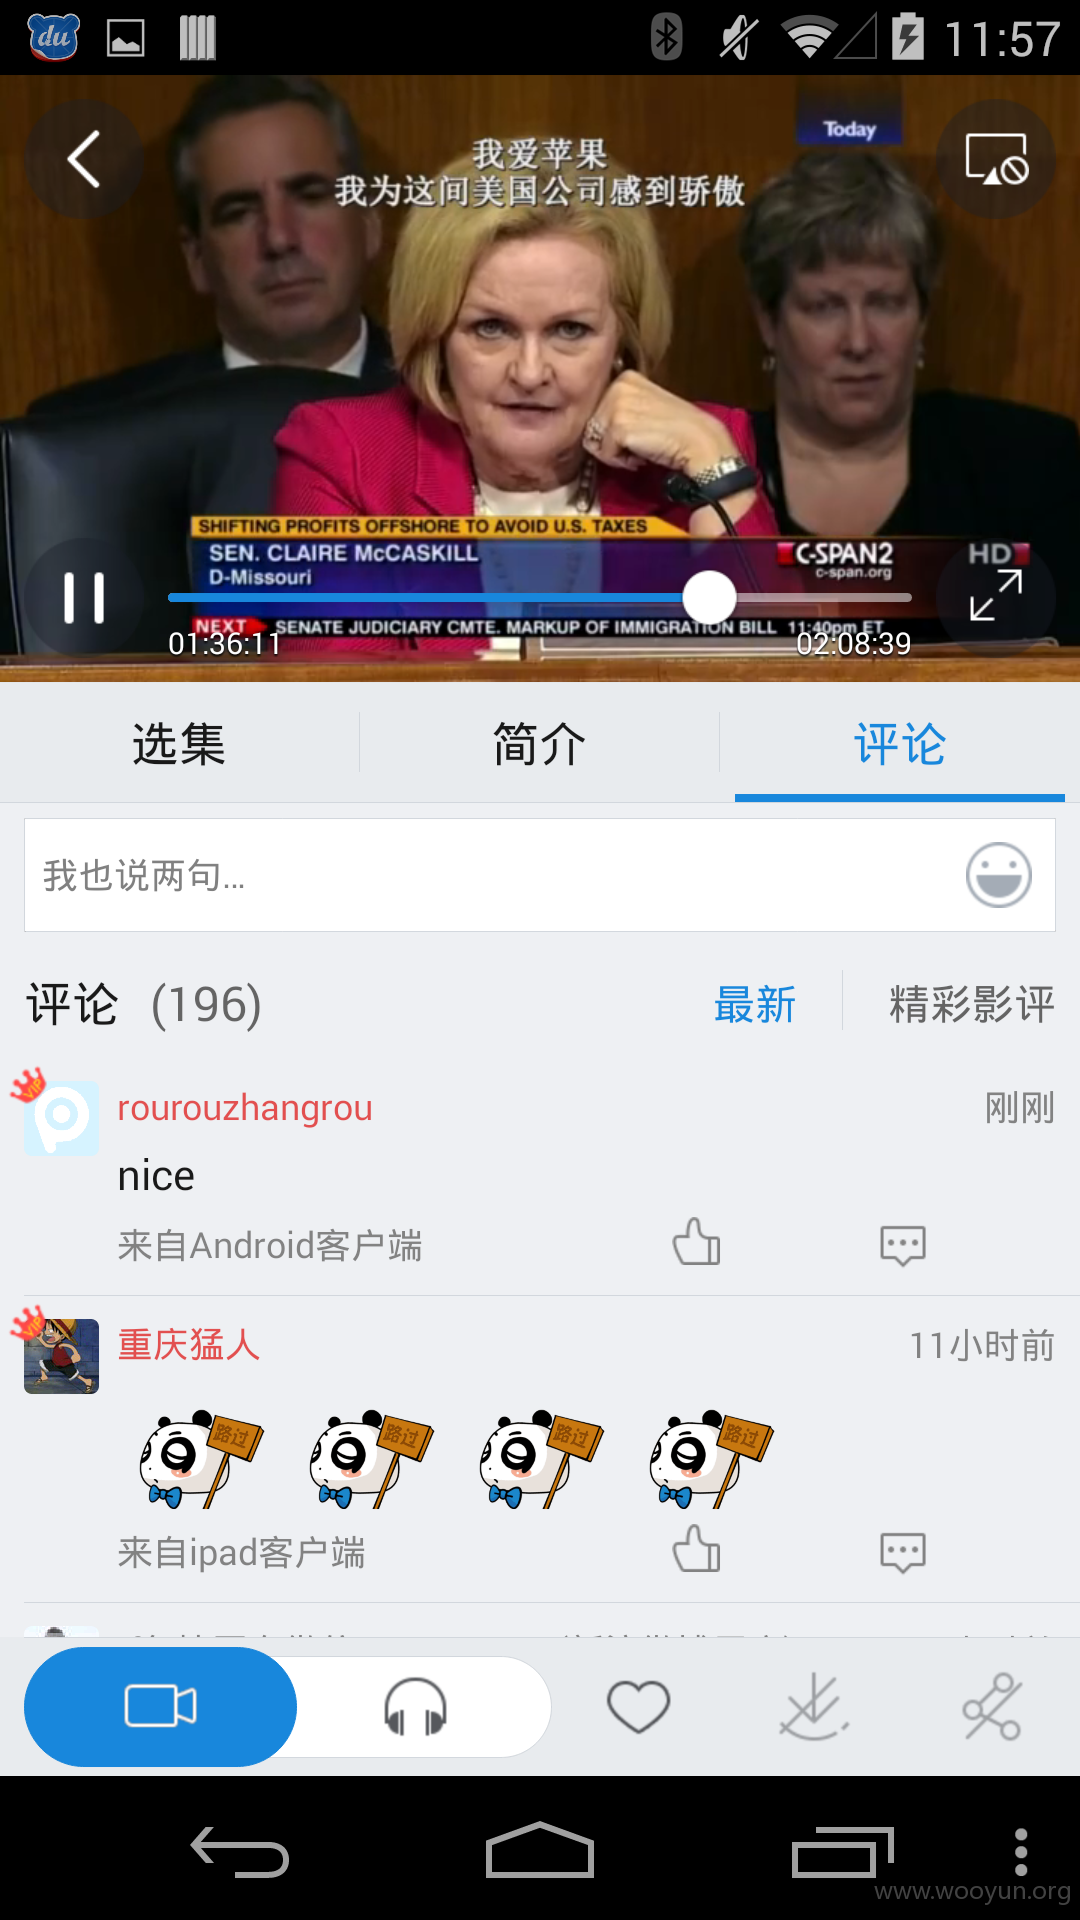 du
11:57
Today
我爱苹果
我为这间美国公司感到骄傲
SHIFTING PROFITS OFFSHORE TO AVOID U.S. TAXES
SEN. CLAIRE McCASKILL
D-Missouri
C-SPAN2
c-span.org
HD
NEXT SENATE JUDICIARY CMTE. MARKUP OF IMMIGRATION BILL 11:40pm ET
01:36:11
02:08:39
选集 简介 评论
我也说两句...
评论 (196) 最新 精彩影评
VIP
rourouzhangrou 刚刚
nice
来自Android客户端
VIP
重庆猛人 11小时前
路过 路过 路过 路过
来自ipad客户端
www.wooyun.org